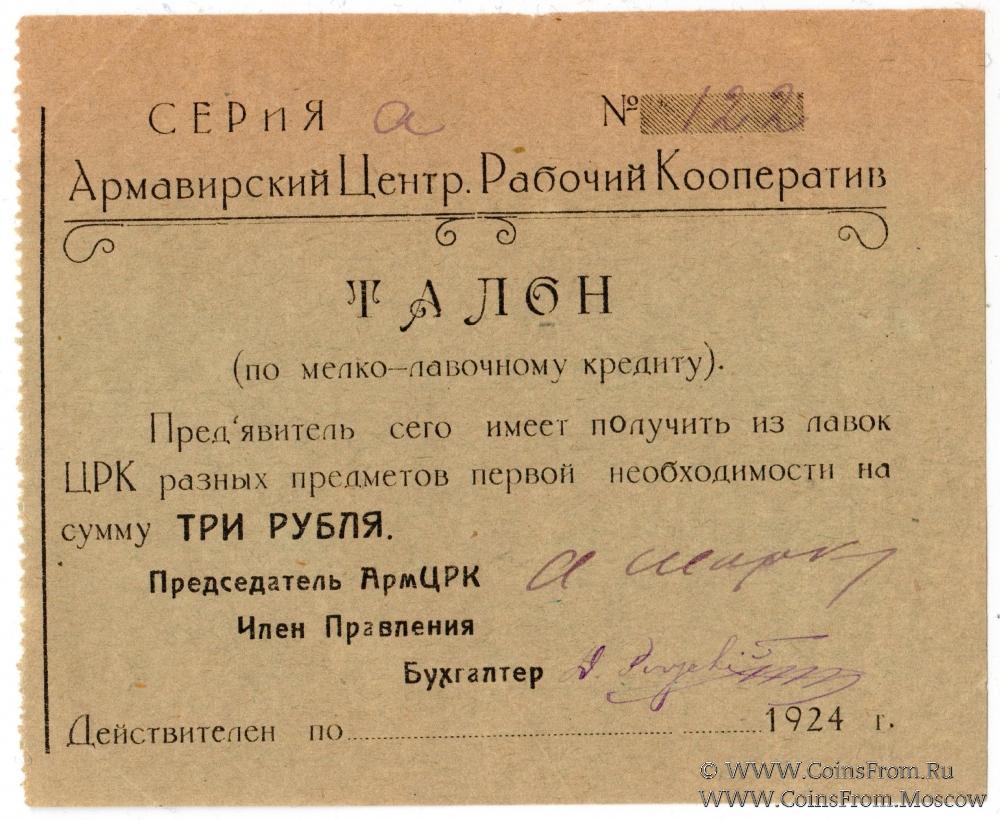 СЕРИЯ а № 122
Армавирский Центр. Рабочий Кооператив
ТАЛОН
(по мелко-лавочному кредиту).
Пред'явитель сего имеет получить из лавок
ЦРК разных предметов первой необходимости на
сумму ТРИ РУБЛЯ.
Председатель АрмЦРК
Член Правления
Бухгалтер
Действителен по 1924 г.
© WWW.CoinsFrom.Ru
WWW.CoinsFrom.Moscow